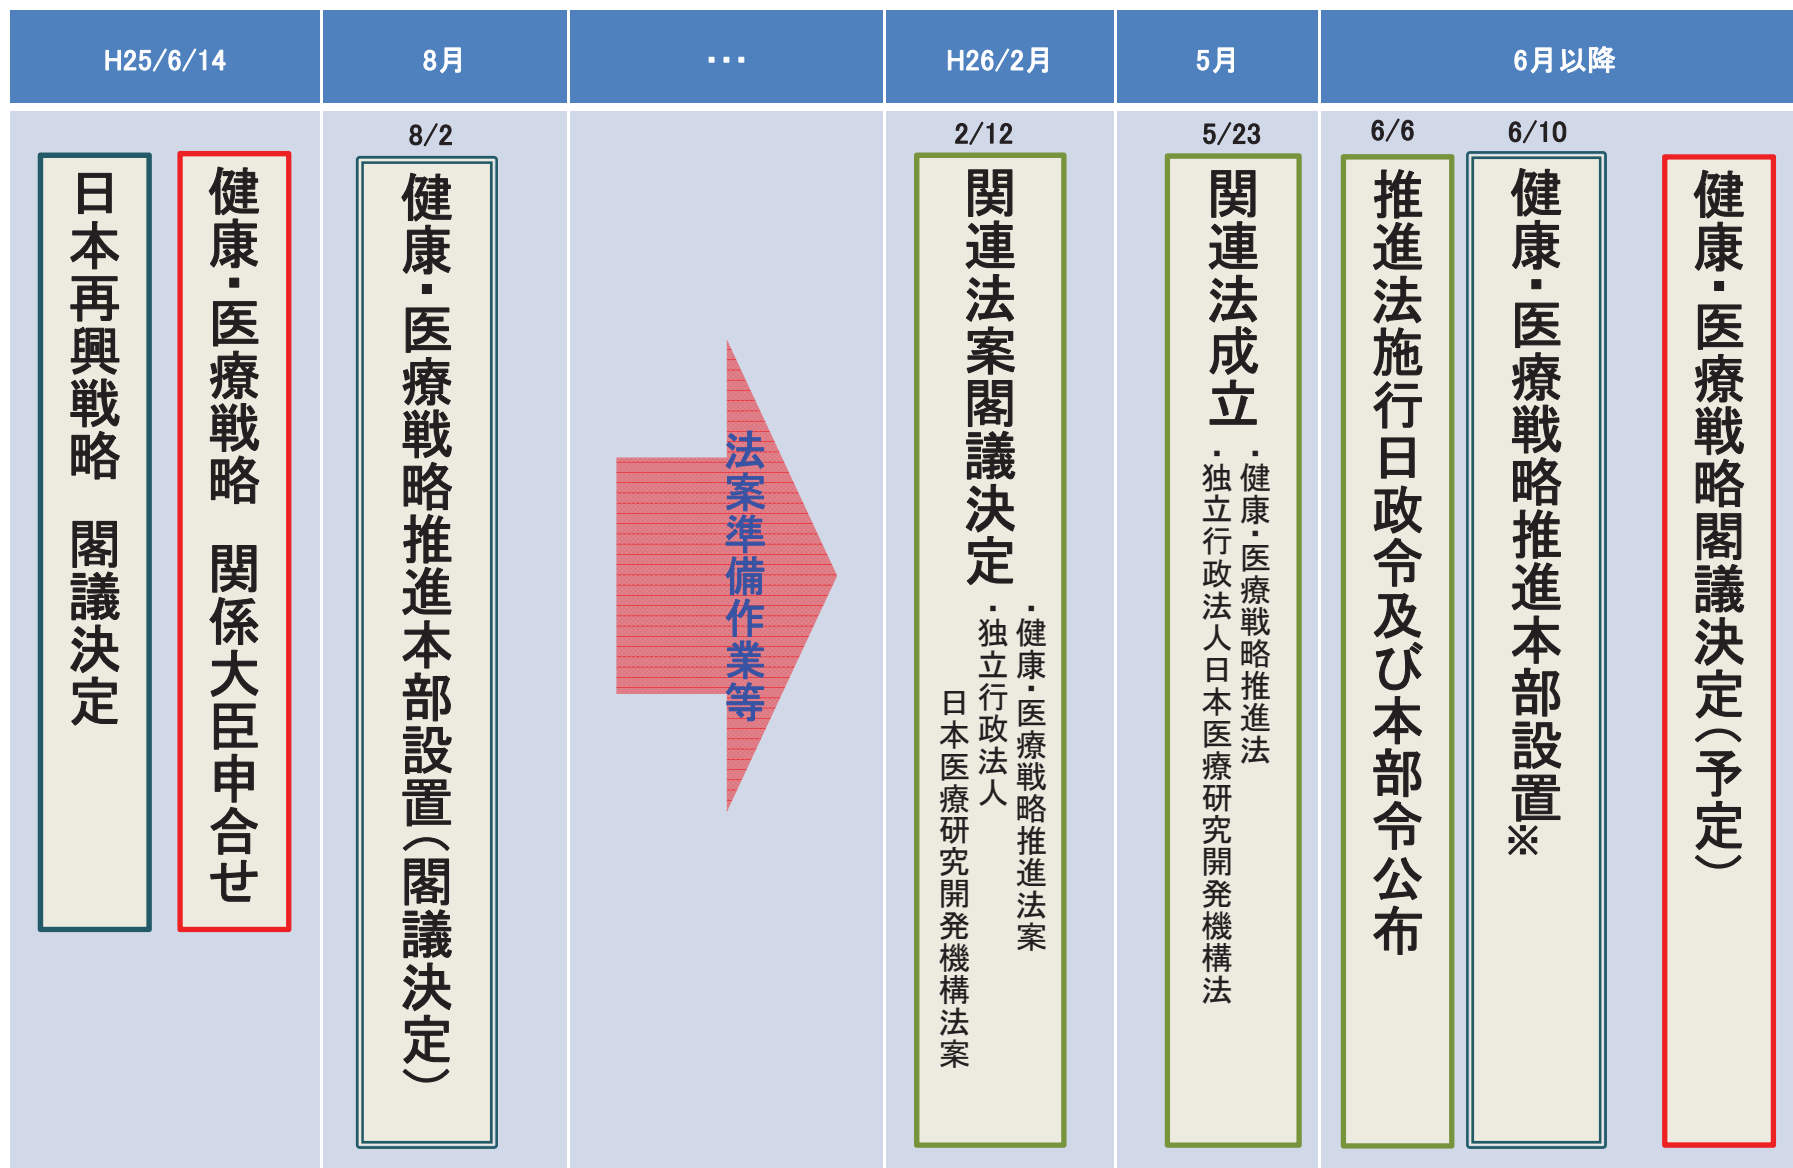 H25/6/14
8月
･･･
H26/2月
5月
6月以降
日本再興戦略　閣議決定
健康・医療戦略　関係大臣申合せ
8/2
健康・医療戦略推進本部設置(閣議決定)
法案準備作業等
2/12
関連法案閣議決定
・健康・医療戦略推進法案
・独立行政法人
日本医療研究開発機構法案
5/23
関連法成立
・健康・医療戦略推進法
・独立行政法人日本医療研究開発機構法
6/6
推進法施行日政令及び本部令公布
6/10
健康・医療戦略推進本部設置※
健康・医療戦略閣議決定(予定)